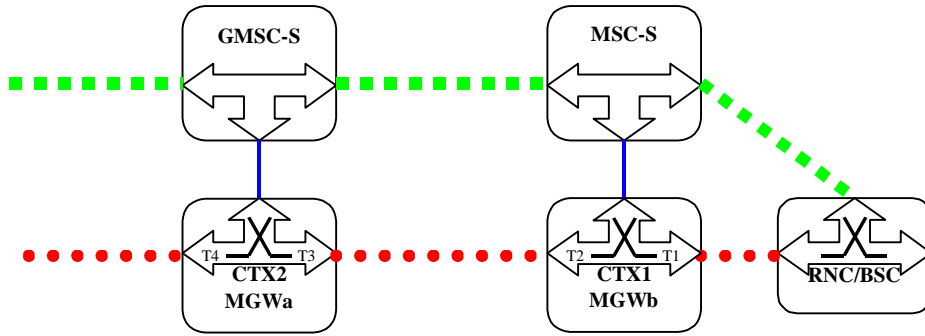 GMSC-S
MSC-S
T4 T3
CTX2
MGWa
T2 T1
CTX1
MGWb
RNC/BSC